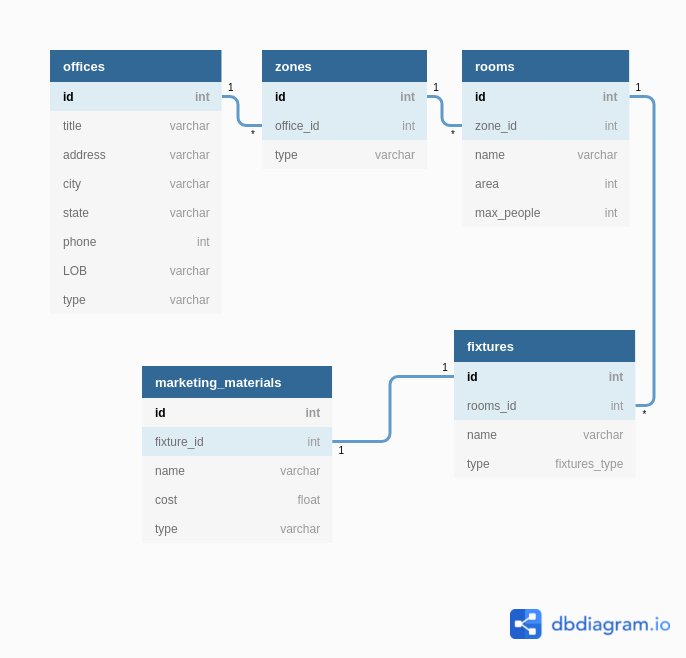 offices
id int
title varchar
address varchar
city varchar
state varchar
phone int
LOB varchar
type varchar
1
*
zones
id int
office_id int
type varchar
1
*
rooms
id int
zone_id int
name varchar
area int
max_people int
1
*
fixtures
id int
rooms_id int
name varchar
type fixtures_type
1
1
marketing_materials
id int
fixture_id int
name varchar
cost float
type varchar
dbdiagram.io